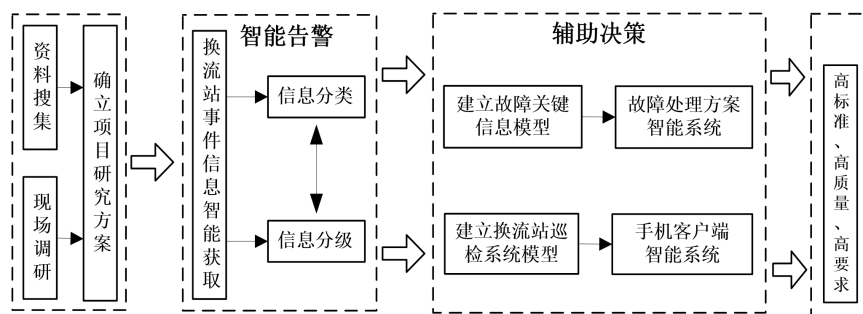 资料搜集
现场调研
确立项目研究方案
智能告警
换流站事件信息智能获取
信息分类
信息分级
辅助决策
建立故障关键
信息模型
故障处理方案
智能系统
建立换流站巡
检系统模型
手机客户端
智能系统
高标准、高质量、高要求